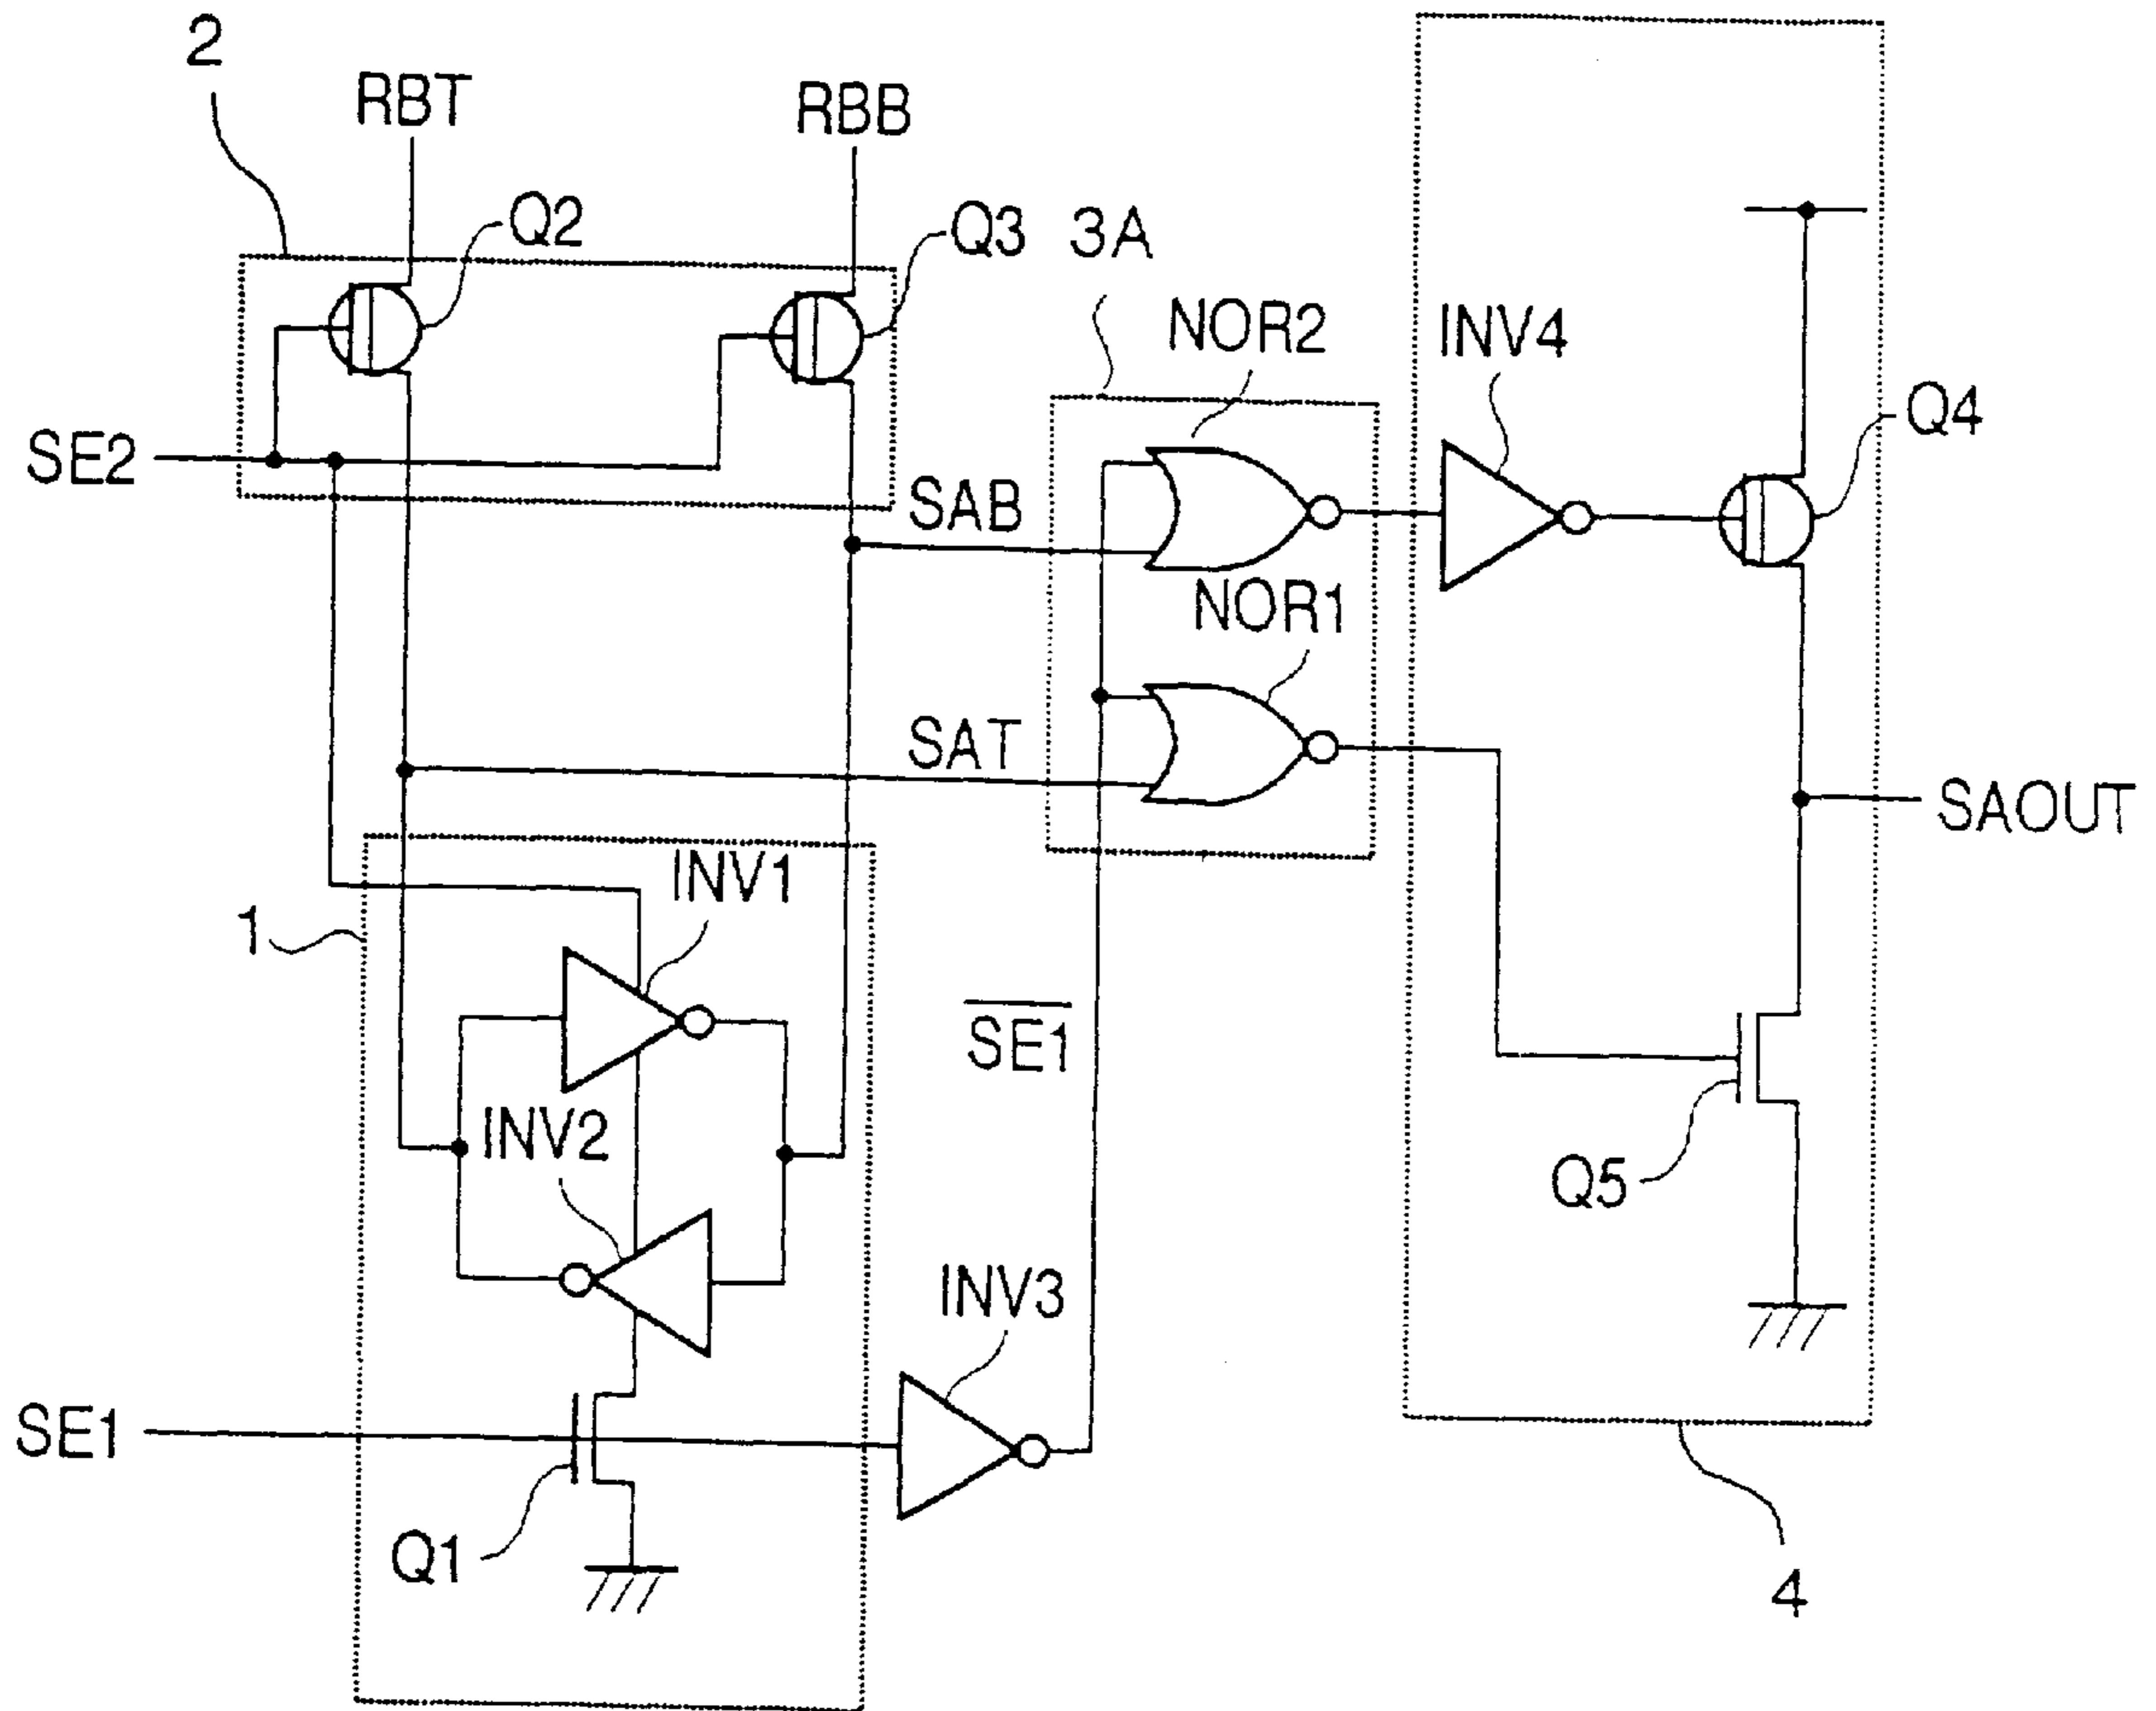 2
RBT
RBB
Q2
Q3
3A
NOR2
INV4
Q4
SE2
SAB
NOR1
SAT
SAOUT
INV1
1
SE1
INV2
Q5
INV3
SE1
Q1
4